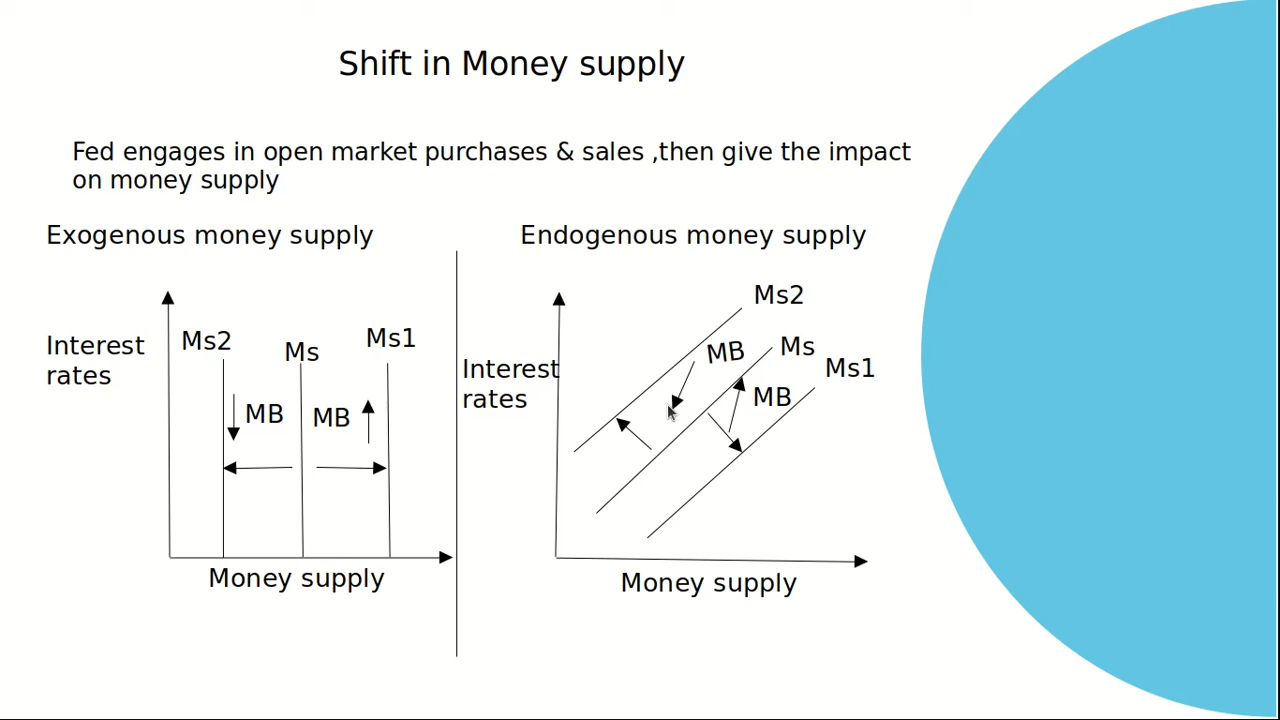 Shift in Money supply
Fed engages in open market purchases & sales ,then give the impact
on money supply
Exogenous money supply
Endogenous money supply
Interest
rates
Ms2
Ms
Ms1
MB
MB
Money supply
Interest
rates
Ms2
MB
Ms
Ms1
MB
Money supply